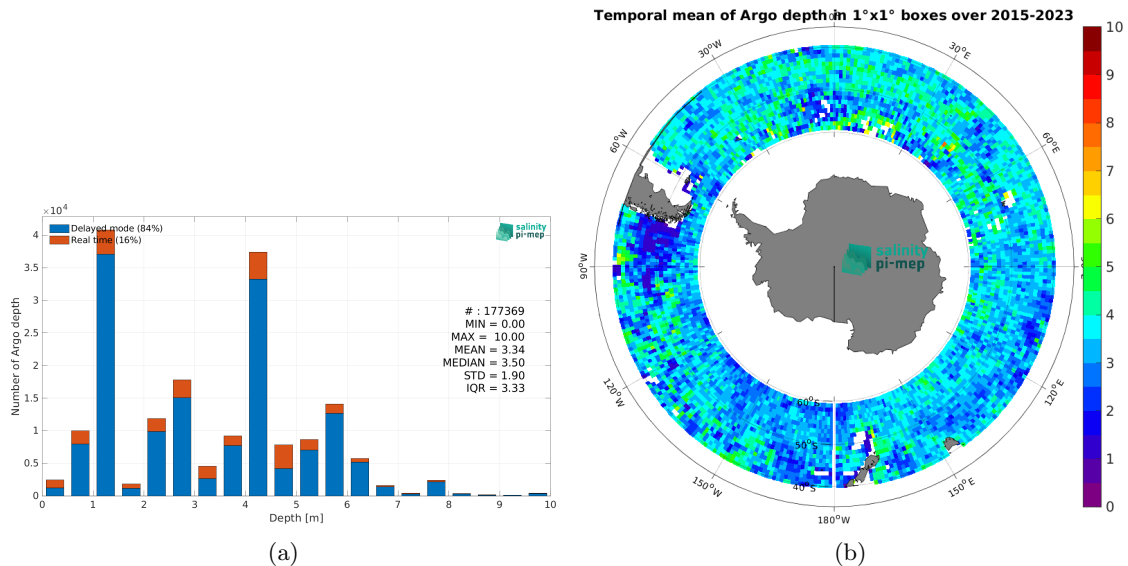 ×10⁴
Delayed mode (84%)
Real time (16%)
salinity
pi-mep
4
3.5
3
2.5
2
1.5
1
0.5
0
Number of Argo depth
# : 177369
MIN = 0.00
MAX = 10.00
MEAN = 3.34
MEDIAN = 3.50
STD = 1.90
IQR = 3.33
0 1 2 3 4 5 6 7 8 9 10
Depth [m]
(a)
Temporal mean of Argo depth in 1°x1° boxes over 2015-2023
30°W
30°E
60°W
60°E
90°W
120°W
120°E
150°W
150°E
180°W
60°S
50°S
40°S
salinity
pi-mep
10
9
8
7
6
5
4
3
2
1
0
(b)